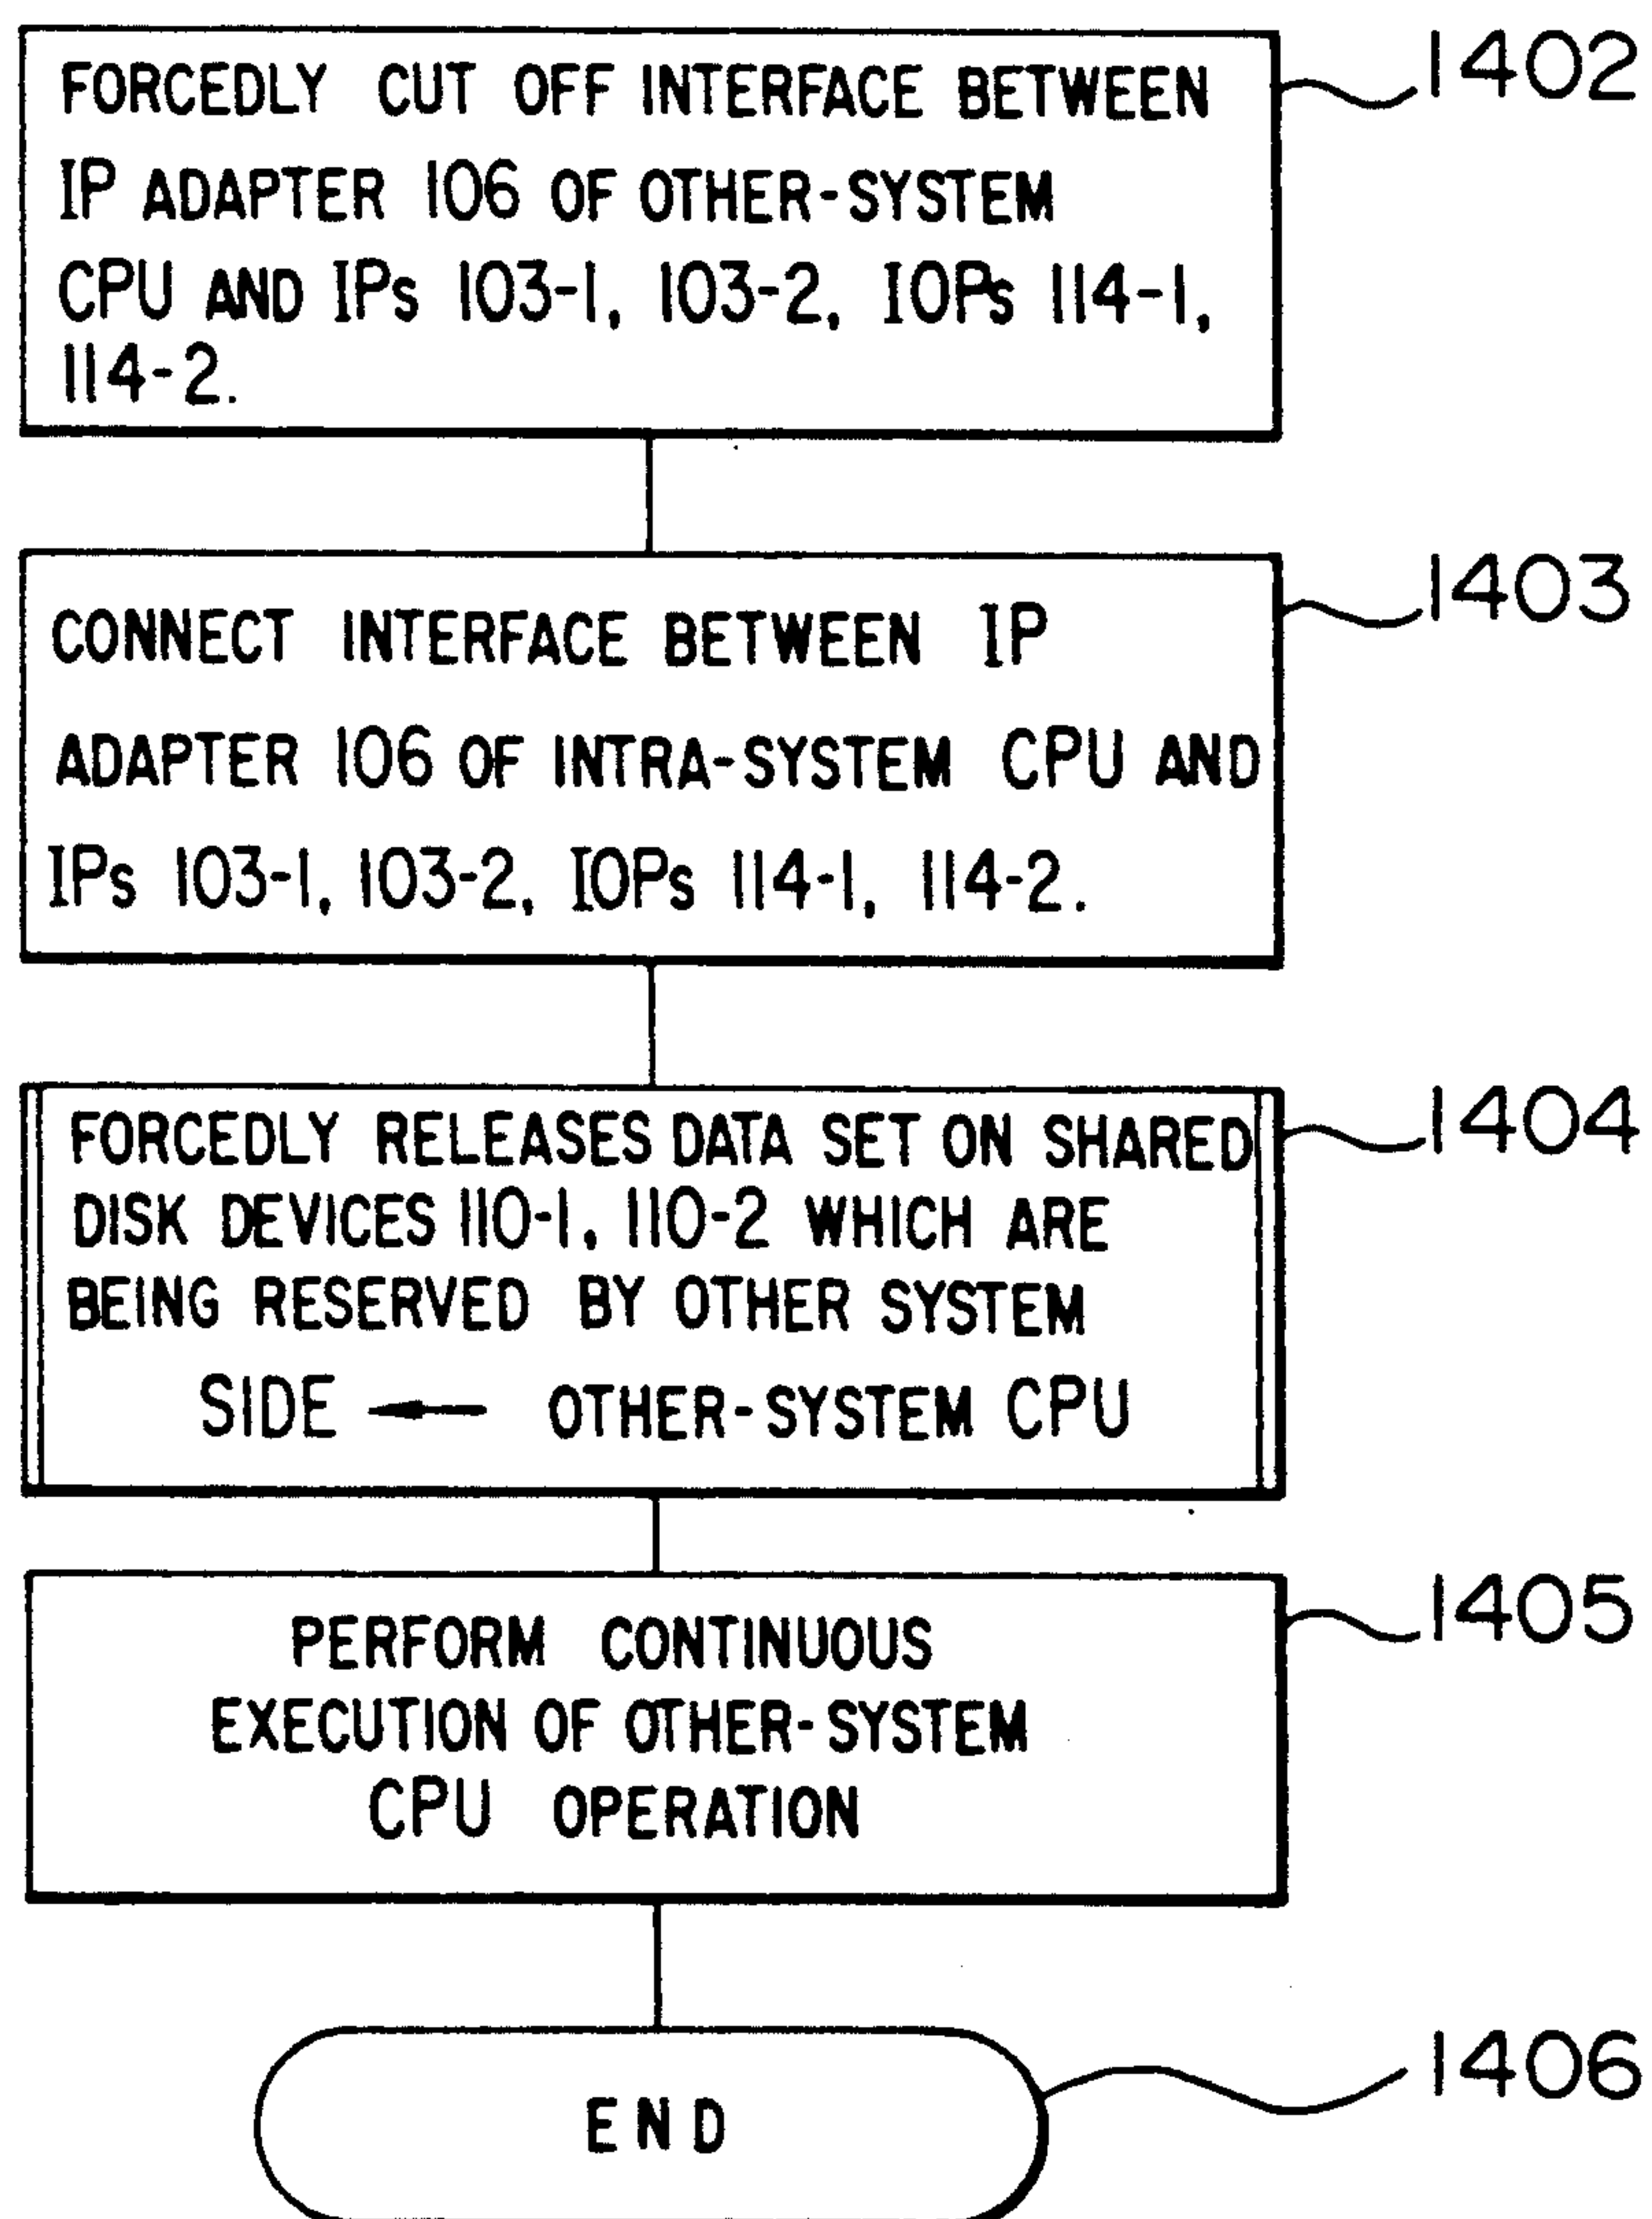 FORCEDLY CUT OFF INTERFACE BETWEEN
IP ADAPTER 106 OF OTHER-SYSTEM
CPU AND IPs 103-1, 103-2, IOPs 114-1,
114-2.
1402
CONNECT INTERFACE BETWEEN IP
ADAPTER 106 OF INTRA-SYSTEM CPU AND
IPs 103-1, 103-2, IOPs 114-1, 114-2.
1403
FORCEDLY RELEASES DATA SET ON SHARED
DISK DEVICES 110-1, 110-2 WHICH ARE
BEING RESERVED BY OTHER SYSTEM
SIDE ← OTHER-SYSTEM CPU
1404
PERFORM CONTINUOUS
EXECUTION OF OTHER-SYSTEM
CPU OPERATION
1405
END
1406